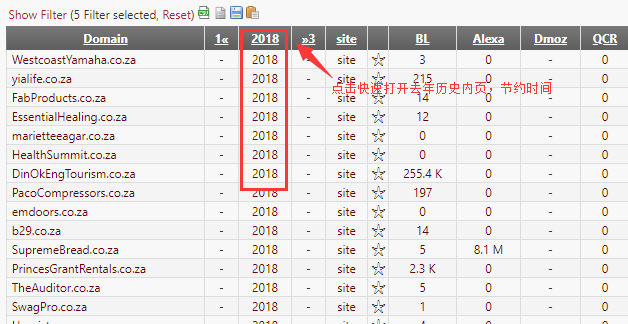 Show Filter (5 Filter selected, Reset)
Domain 1« 2018 »3 site BL Alexa Dmoz QCR
WestcoastYamaha.co.za - 2018 - site 3 0 - 0
yialife.co.za - 2018 - site 215 0 - 0
点击快速打开去年历史内页，节约时间
FabProducts.co.za - 2018 - site 14 0 - 0
EssentialHealing.co.za - 2018 - site 12 0 - 0
marietteeagar.co.za - 2018 - site 0 0 - 0
HealthSummit.co.za - 2018 - site 0 0 - 0
DinOkEngTourism.co.za - 2018 - site 255.4 K 0 - 0
PacoCompressors.co.za - 2018 - site 197 0 - 0
emdoors.co.za - 2018 - site 0 0 - 0
b29.co.za - 2018 - site 14 0 - 0
SupremeBread.co.za - 2018 - site 5 8.1 M - 0
PrincesGrantRentals.co.za - 2018 - site 2.3 K 0 - 0
TheAuditor.co.za - 2018 - site 5 0 - 0
SwagPro.co.za - 2018 - site 1 0 - 0